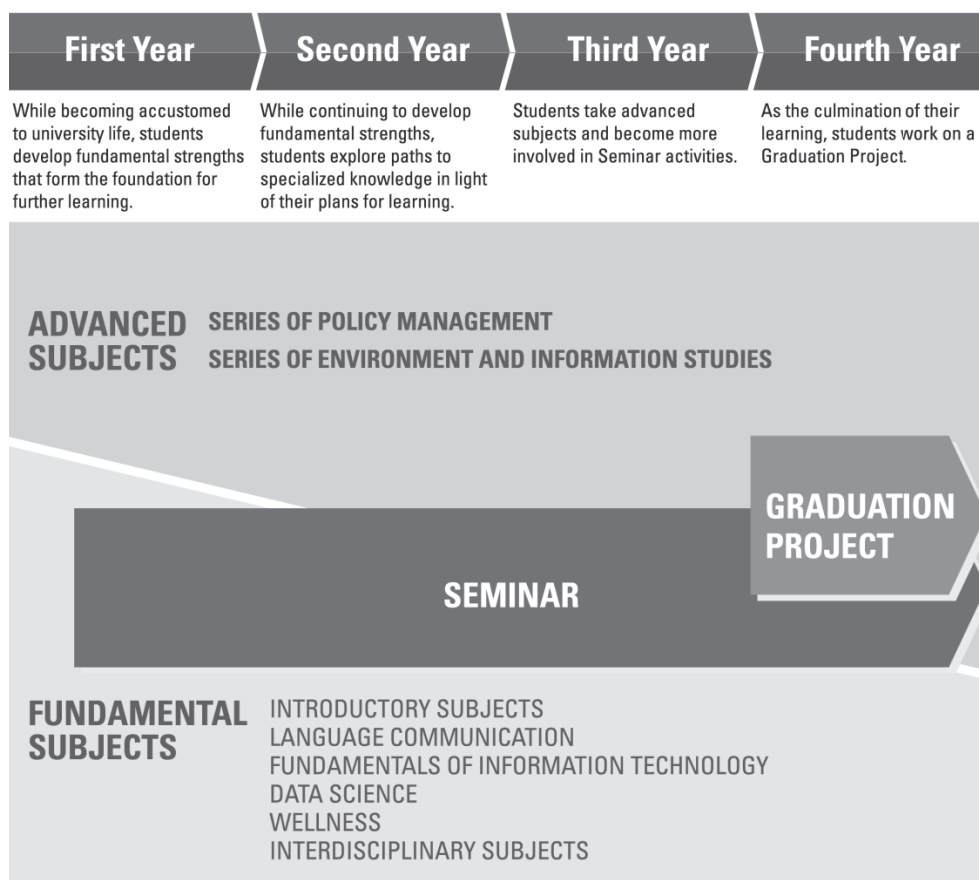 First Year
Second Year
Third Year
Fourth Year
While becoming accustomed
to university life, students
develop fundamental strengths
that form the foundation for
further learning.
While continuing to develop
fundamental strengths,
students explore paths to
specialized knowledge in light
of their plans for learning.
Students take advanced
subjects and become more
involved in Seminar activities.
As the culmination of their
learning, students work on a
Graduation Project.
ADVANCED
SUBJECTS
SERIES OF POLICY MANAGEMENT
SERIES OF ENVIRONMENT AND INFORMATION STUDIES
GRADUATION
PROJECT
SEMINAR
FUNDAMENTAL
SUBJECTS
INTRODUCTORY SUBJECTS
LANGUAGE COMMUNICATION
FUNDAMENTALS OF INFORMATION TECHNOLOGY
DATA SCIENCE
WELLNESS
INTERDISCIPLINARY SUBJECTS